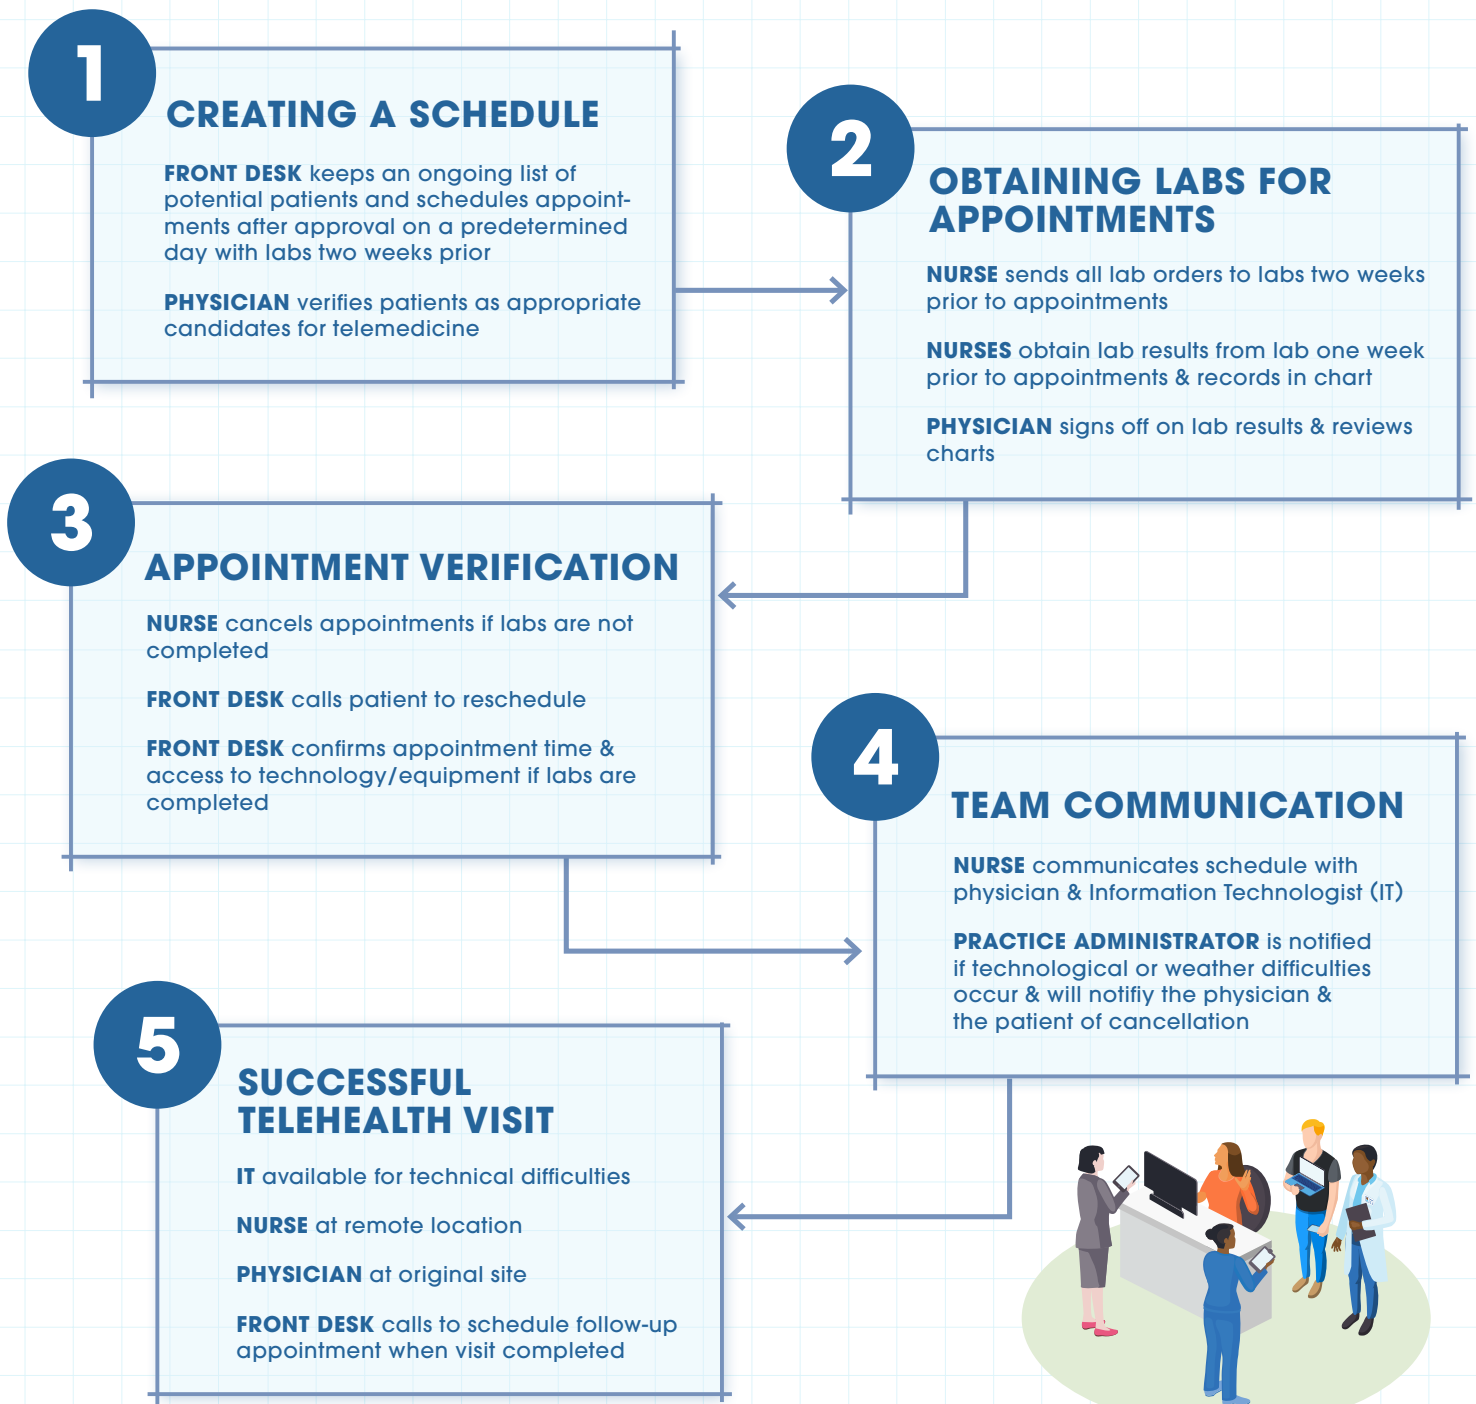 1
CREATING A SCHEDULE
FRONT DESK keeps an ongoing list of
potential patients and schedules appoint-
ments after approval on a predetermined
day with labs two weeks prior
PHYSICIAN verifies patients as appropriate
candidates for telemedicine
2
OBTAINING LABS FOR
APPOINTMENTS
NURSE sends all lab orders to labs two weeks
prior to appointments
NURSES obtain lab results from lab one week
prior to appointments & records in chart
PHYSICIAN signs off on lab results & reviews
charts
3
APPOINTMENT VERIFICATION
NURSE cancels appointments if labs are not
completed
FRONT DESK calls patient to reschedule
FRONT DESK confirms appointment time &
access to technology/equipment if labs are
completed
4
TEAM COMMUNICATION
NURSE communicates schedule with
physician & Information Technologist (IT)
PRACTICE ADMINISTRATOR is notified
if technological or weather difficulties
occur & will notifiy the physician &
the patient of cancellation
5
SUCCESSFUL
TELEHEALTH VISIT
IT available for technical difficulties
NURSE at remote location
PHYSICIAN at original site
FRONT DESK calls to schedule follow-up
appointment when visit completed